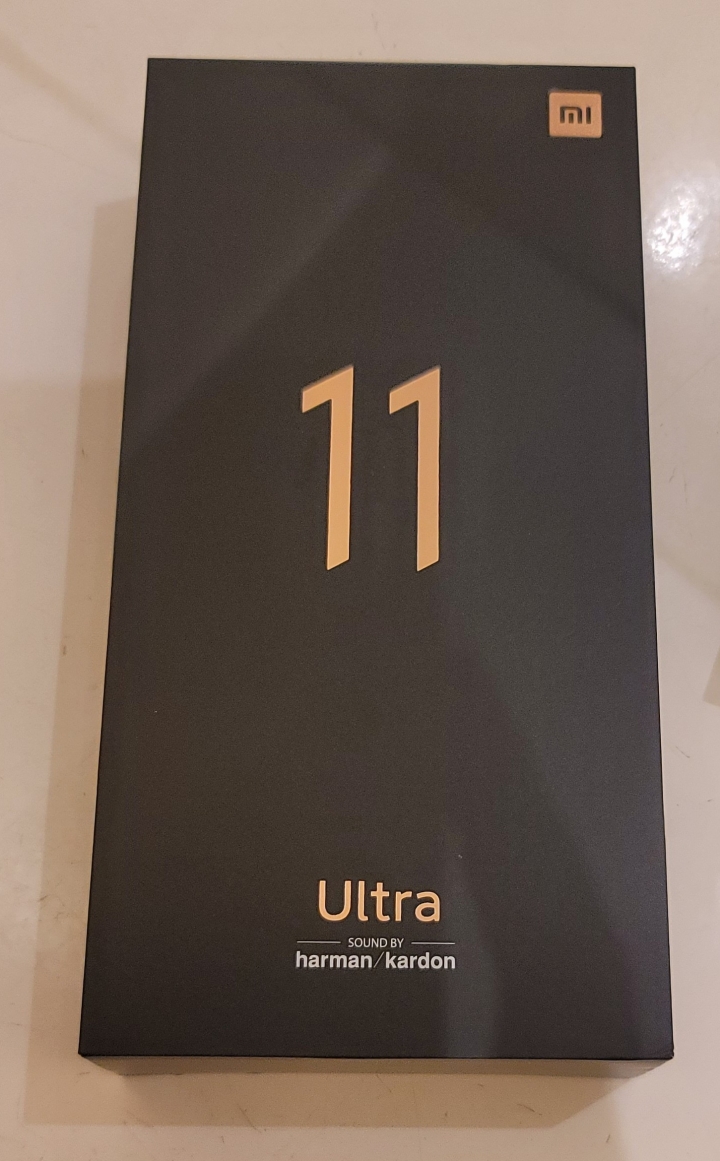 mi
11
Ultra
SOUND BY
harman/kardon